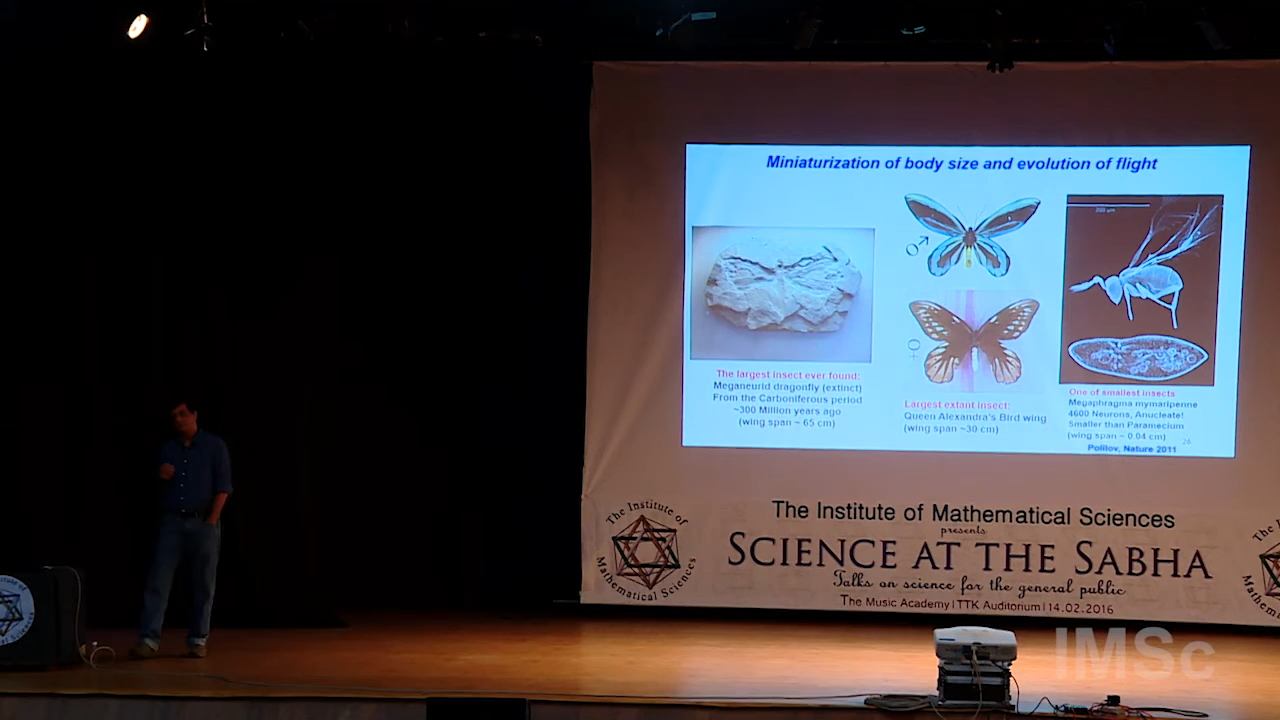 Miniaturization of body size and evolution of flight
200 µm
♂
♀
The largest insect ever found:
Meganeurid dragonfly (extinct)
From the Carboniferous period
~300 Million years ago
(wing span ~ 65 cm)
Largest extant insect:
Queen Alexandra's Bird wing
(wing span ~30 cm)
One of smallest insects
Megaphragma mymaripenne
4600 Neurons, Anucleate!
Smaller than Paramecium
(wing span ~ 0.04 cm)
Polilov, Nature 2011
The Institute of Mathematical Sciences
The Institute of Mathematical Sciences
presents
SCIENCE AT THE SABHA
Talks on science for the general public
The Music Academy | TTK Auditorium | 14.02.2016
IMSc